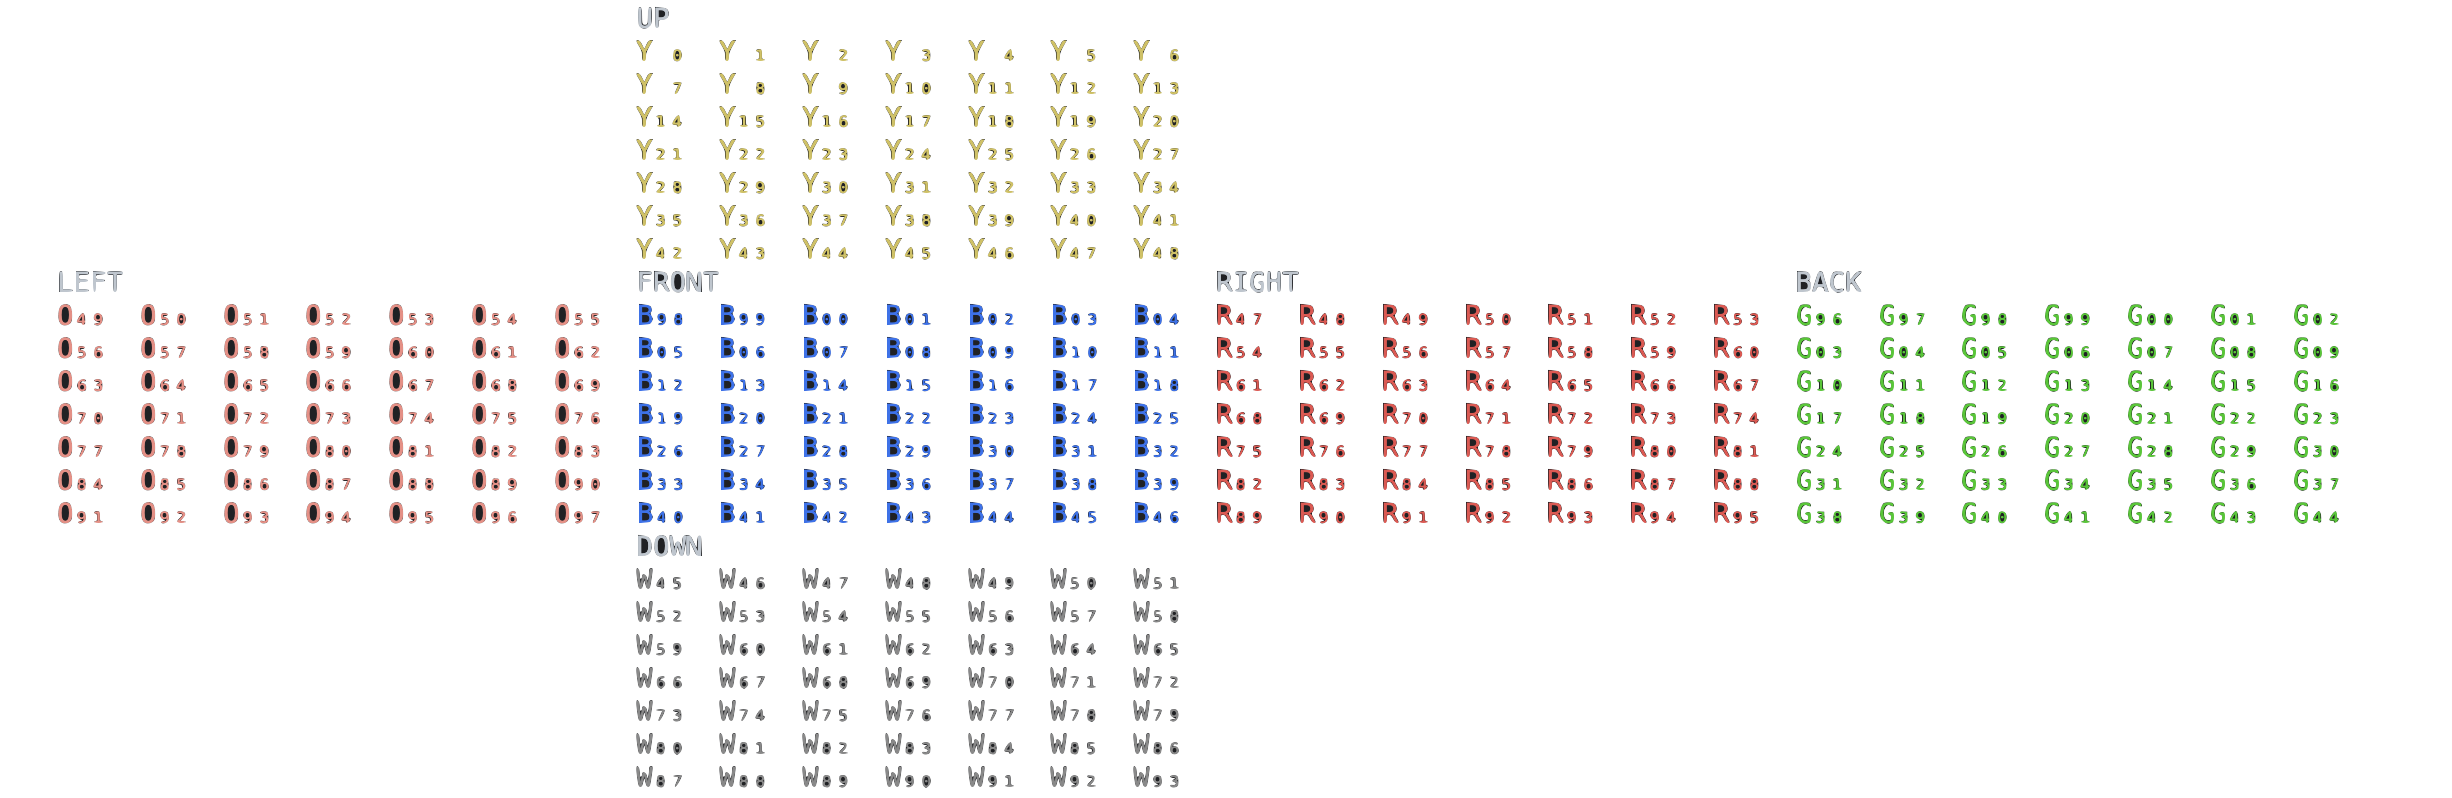 UP
Y 0 Y 1 Y 2 Y 3 Y 4 Y 5 Y 6
Y 7 Y 8 Y 9 Y10 Y11 Y12 Y13
Y14 Y15 Y16 Y17 Y18 Y19 Y20
Y21 Y22 Y23 Y24 Y25 Y26 Y27
Y28 Y29 Y30 Y31 Y32 Y33 Y34
Y35 Y36 Y37 Y38 Y39 Y40 Y41
Y42 Y43 Y44 Y45 Y46 Y47 Y48
LEFT FRONT RIGHT BACK
O49 O50 O51 O52 O53 O54 O55 B98 B99 B00 B01 B02 B03 B04 R47 R48 R49 R50 R51 R52 R53 G96 G97 G98 G99 G00 G01 G02
O56 O57 O58 O59 O60 O61 O62 B05 B06 B07 B08 B09 B10 B11 R54 R55 R56 R57 R58 R59 R60 G03 G04 G05 G06 G07 G08 G09
O63 O64 O65 O66 O67 O68 O69 B12 B13 B14 B15 B16 B17 B18 R61 R62 R63 R64 R65 R66 R67 G10 G11 G12 G13 G14 G15 G16
O70 O71 O72 O73 O74 O75 O76 B19 B20 B21 B22 B23 B24 B25 R68 R69 R70 R71 R72 R73 R74 G17 G18 G19 G20 G21 G22 G23
O77 O78 O79 O80 O81 O82 O83 B26 B27 B28 B29 B30 B31 B32 R75 R76 R77 R78 R79 R80 R81 G24 G25 G26 G27 G28 G29 G30
O84 O85 O86 O87 O88 O89 O90 B33 B34 B35 B36 B37 B38 B39 R82 R83 R84 R85 R86 R87 R88 G31 G32 G33 G34 G35 G36 G37
O91 O92 O93 O94 O95 O96 O97 B40 B41 B42 B43 B44 B45 B46 R89 R90 R91 R92 R93 R94 R95 G38 G39 G40 G41 G42 G43 G44
DOWN
W45 W46 W47 W48 W49 W50 W51
W52 W53 W54 W55 W56 W57 W58
W59 W60 W61 W62 W63 W64 W65
W66 W67 W68 W69 W70 W71 W72
W73 W74 W75 W76 W77 W78 W79
W80 W81 W82 W83 W84 W85 W86
W87 W88 W89 W90 W91 W92 W93